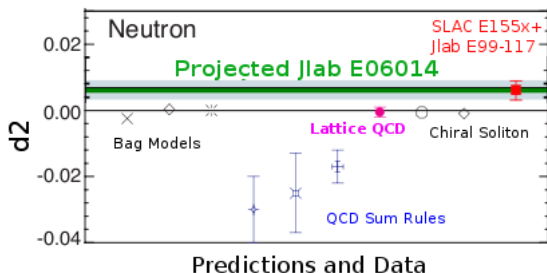 Neutron
SLAC E155x+
Jlab E99-117
Projected Jlab E06014
0.02
0.00
-0.02
-0.04
d2
Bag Models
Lattice QCD
Chiral Soliton
QCD Sum Rules
Predictions and Data